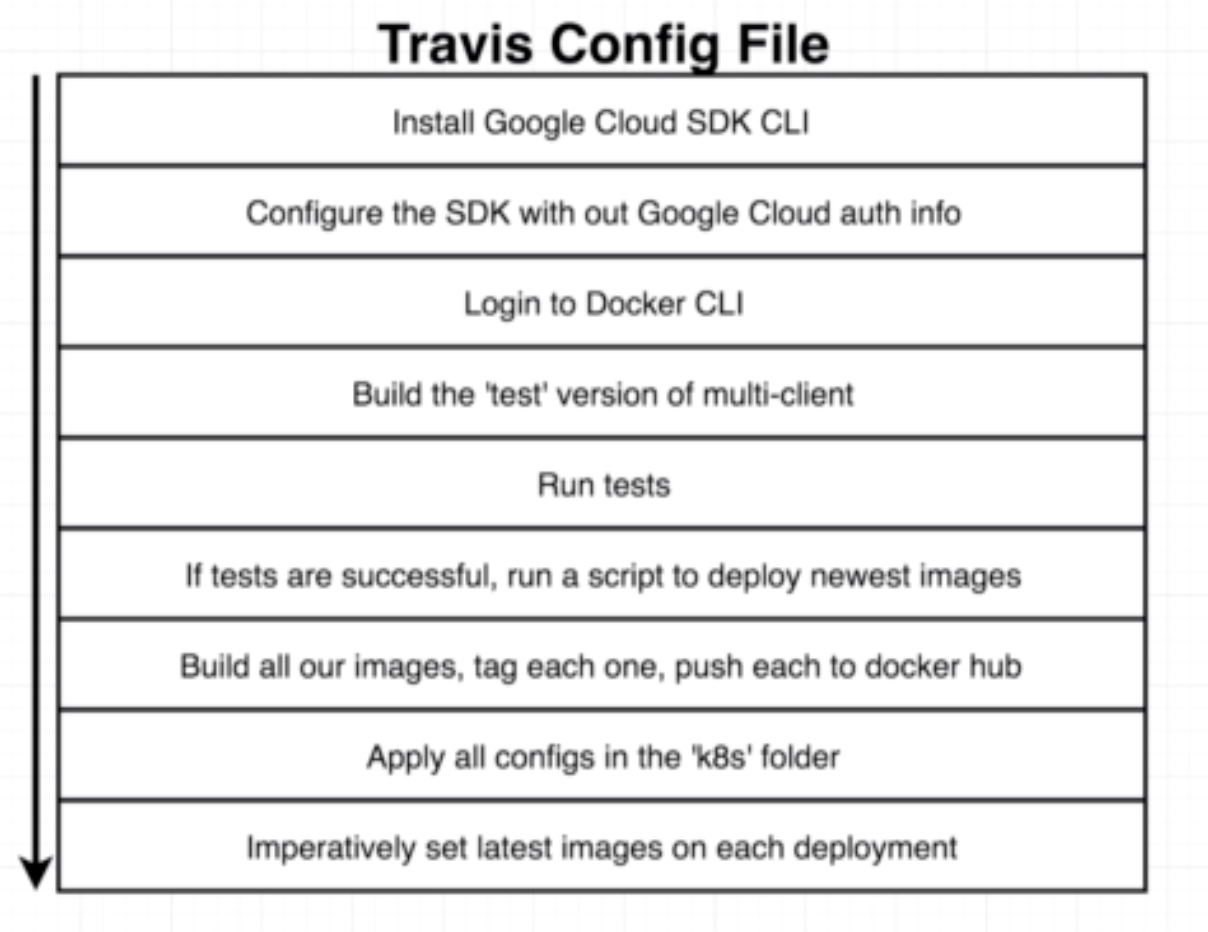 Travis Config File
Install Google Cloud SDK CLI
Configure the SDK with out Google Cloud auth info
Login to Docker CLI
Build the 'test' version of multi-client
Run tests
If tests are successful, run a script to deploy newest images
Build all our images, tag each one, push each to docker hub
Apply all configs in the 'k8s' folder
Imperatively set latest images on each deployment